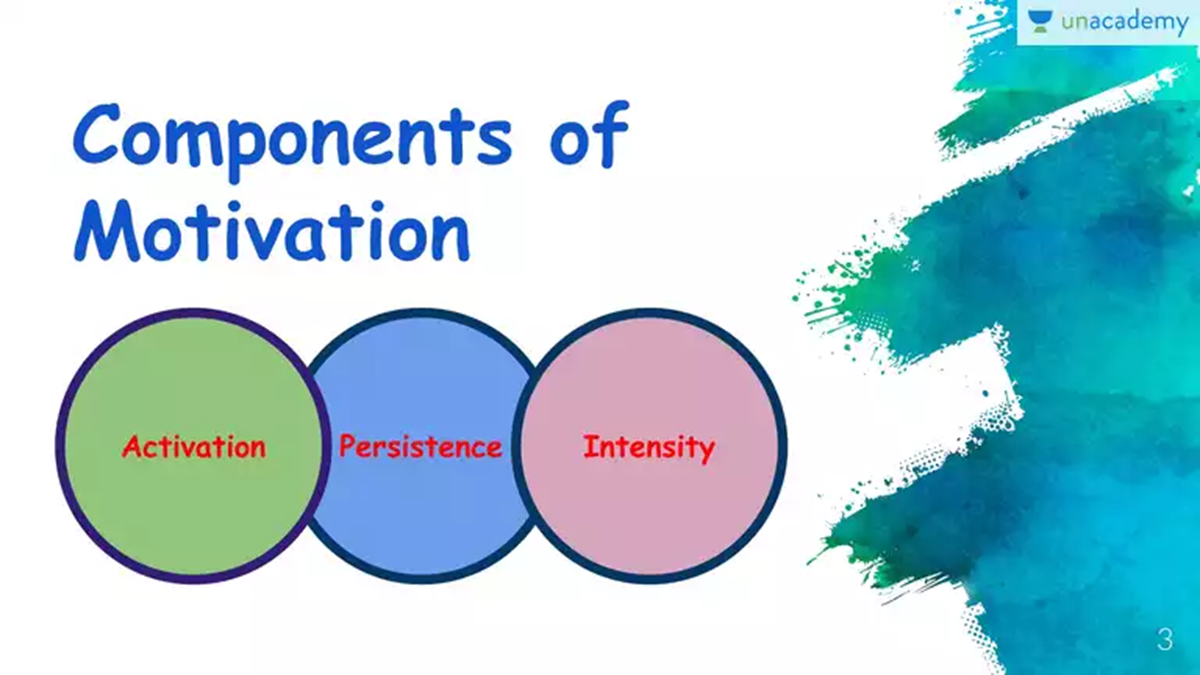 unacademy
Components of
Motivation
Activation
Persistence
Intensity
3